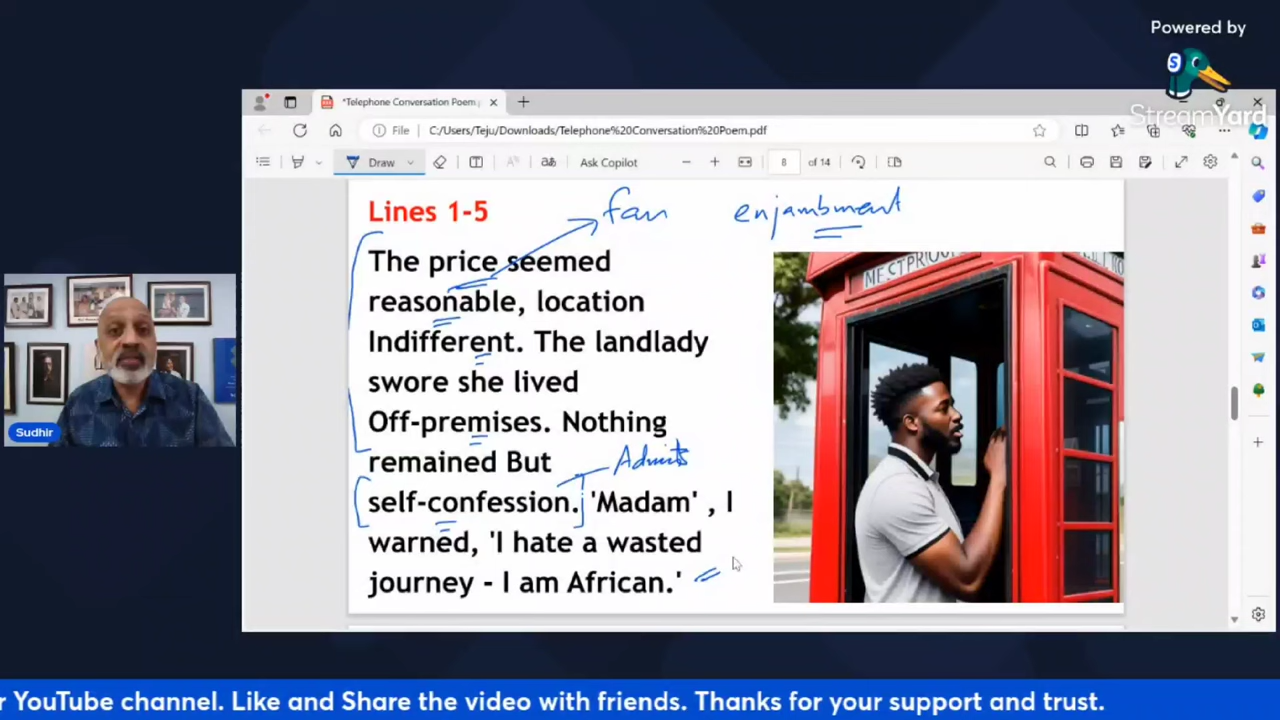 Powered by
StreamYard
*Telephone Conversation Poem.p
File
C:/Users/Teju/Downloads/Telephone%20Conversation%20Poem.pdf
Draw
Ask Copilot
8
of 14
Lines 1-5
fair
enjambment
The price seemed
reasonable, location
Indifferent. The landlady
swore she lived
Off-premises. Nothing
remained But
Admits
self-confession. 'Madam' , I
warned, 'I hate a wasted
journey - I am African.'
Sudhir
r YouTube channel. Like and Share the video with friends. Thanks for your support and trust.